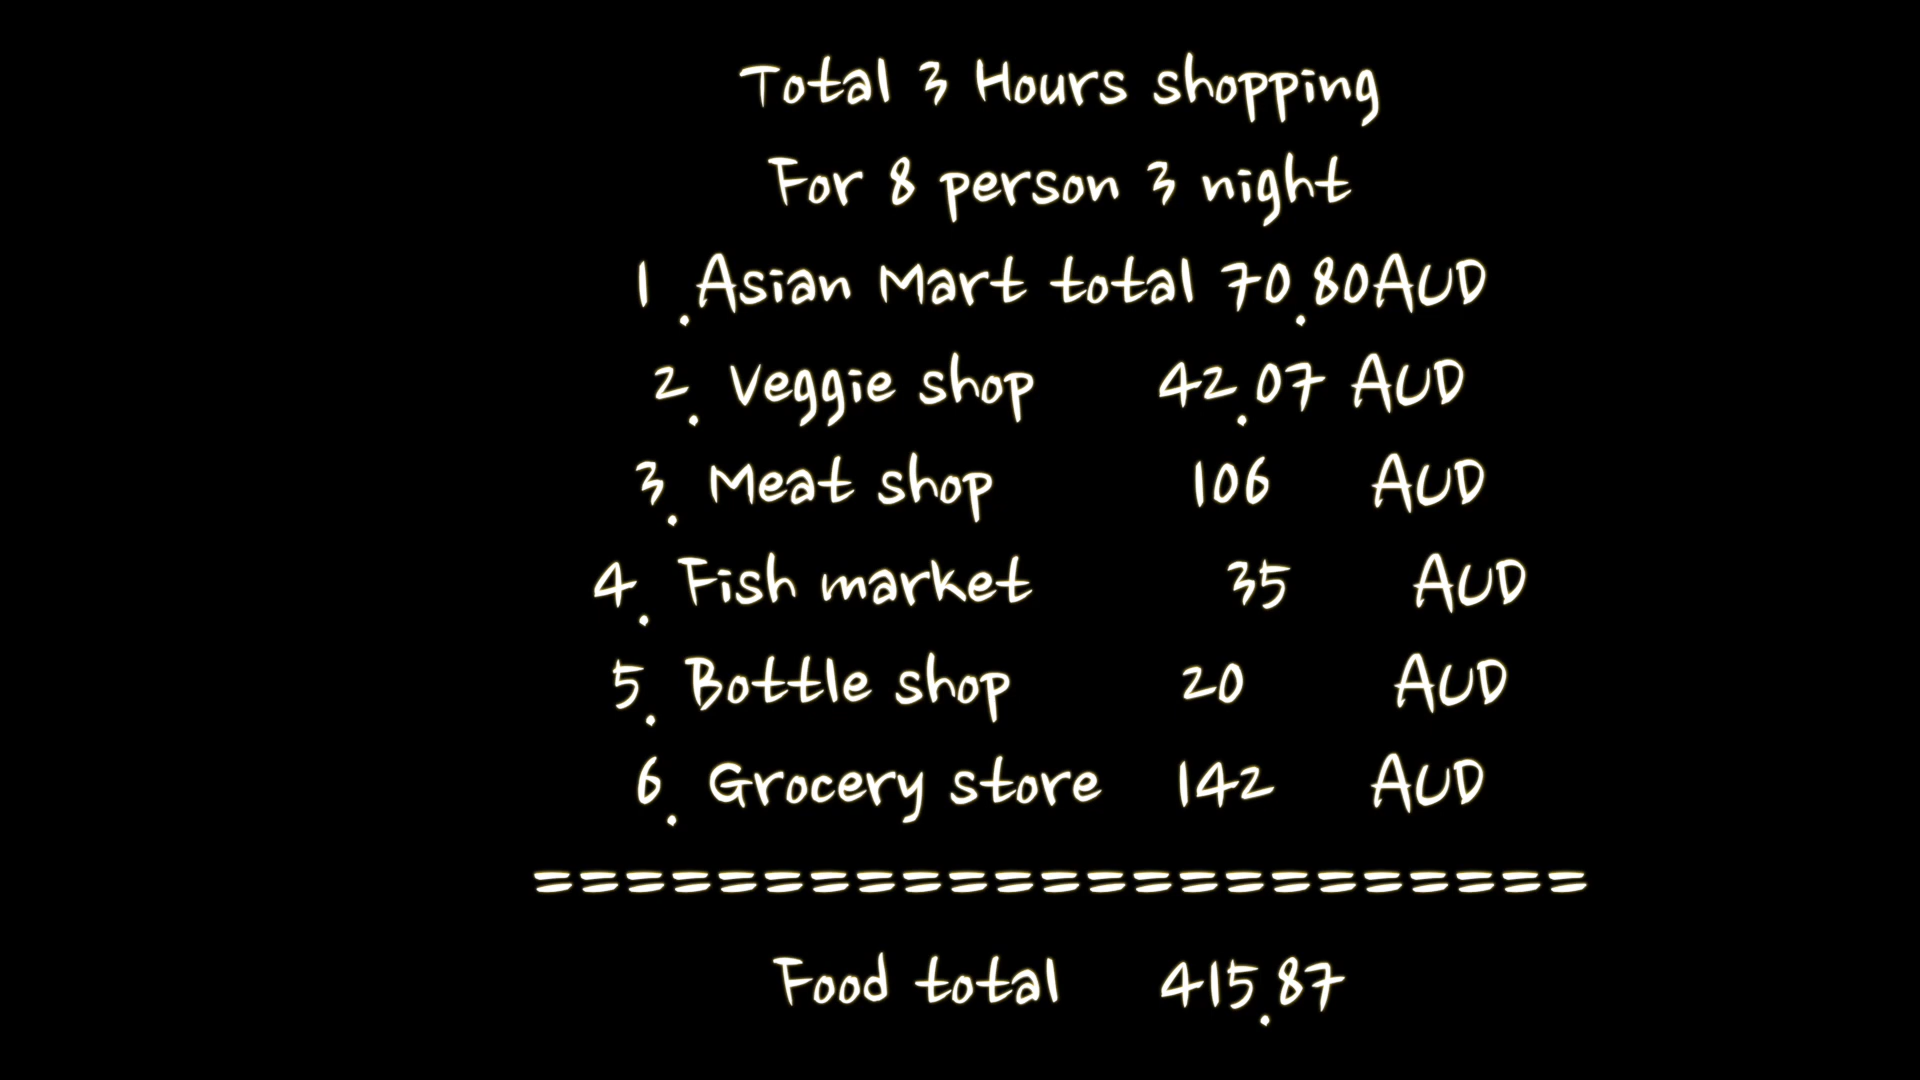 Total 3 Hours shopping
For 8 person 3 night
1 .Asian Mart total 70.80AUD
2. Veggie shop 42.07 AUD
3. Meat shop 106 AUD
4. Fish market 35 AUD
5. Bottle shop 20 AUD
6. Grocery store 142 AUD
=======================
Food total 415.87